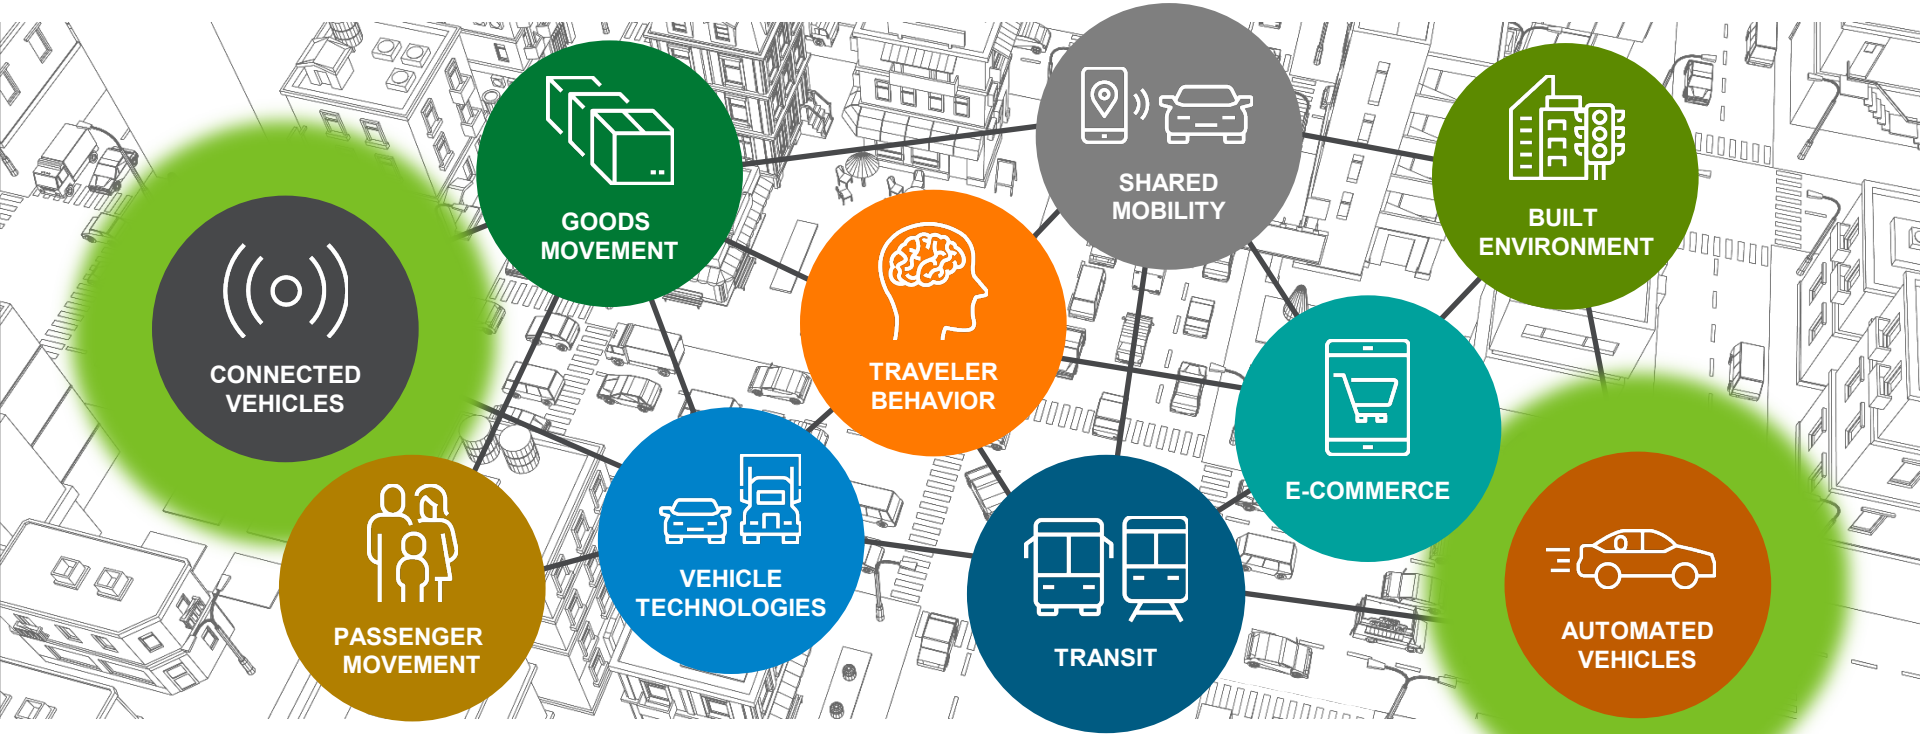 GOODS
MOVEMENT
SHARED
MOBILITY
BUILT
ENVIRONMENT
CONNECTED
VEHICLES
TRAVELER
BEHAVIOR
E-COMMERCE
PASSENGER
MOVEMENT
VEHICLE
TECHNOLOGIES
TRANSIT
AUTOMATED
VEHICLES